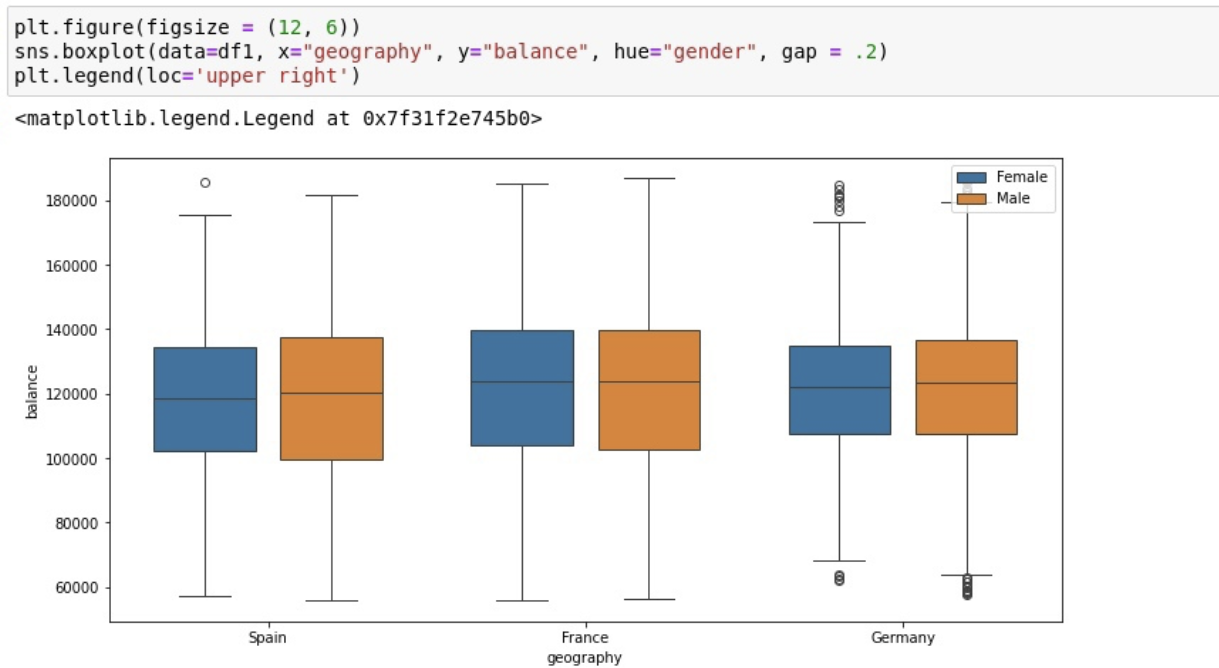 plt.figure(figsize = (12, 6))
sns.boxplot(data=df1, x="geography", y="balance", hue="gender", gap = .2)
plt.legend(loc='upper right')
<matplotlib.legend.Legend at 0x7f31f2e745b0>
Female
Male
180000
160000
140000
120000
100000
80000
60000
balance
Spain
France
Germany
geography